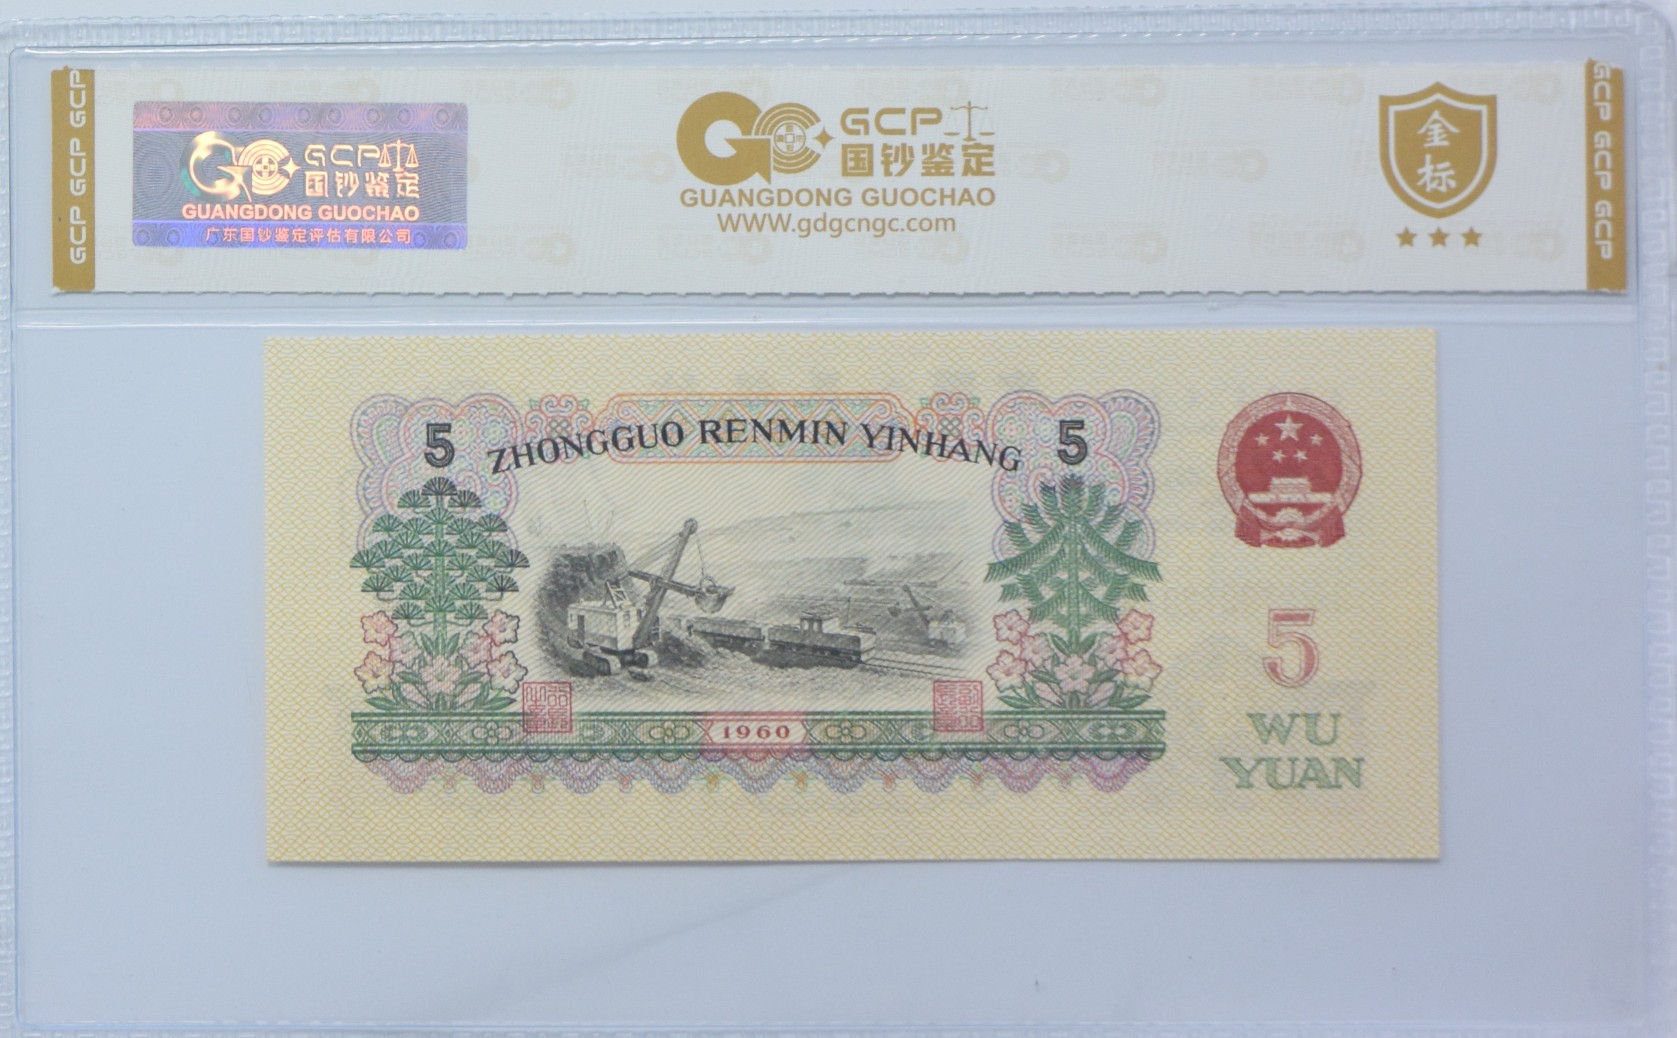 GCP GCP GCP
GCP
国钞鉴定
GUANGDONG GUOCHAO
广东国钞鉴定评估有限公司
GCP
国钞鉴定
GUANGDONG GUOCHAO
WWW.gdgcngc.com
金
标
GCP GCP GCP
5 ZHONGGUO RENMIN YINHANG 5
5
1960
WU
YUAN